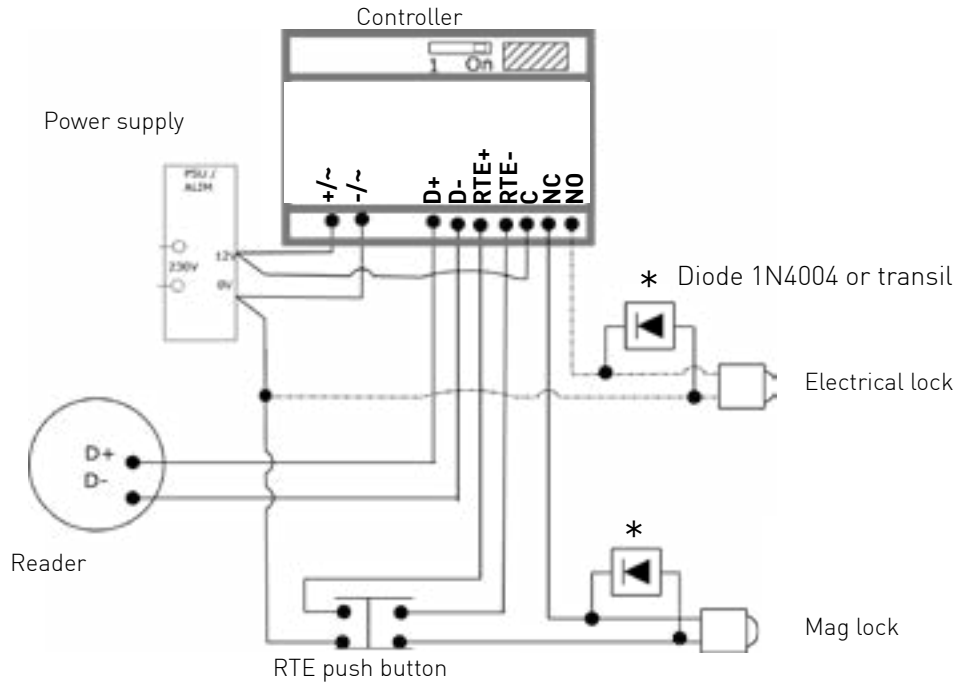 Controller
1 On
Power supply
PSU /
ALIM
12V
230V
0V
+/~
-/~
D+
D-
RTE+
RTE-
C
NC
NO
* Diode 1N4004 or transil
Electrical lock
D+
D-
Reader
*
Mag lock
RTE push button